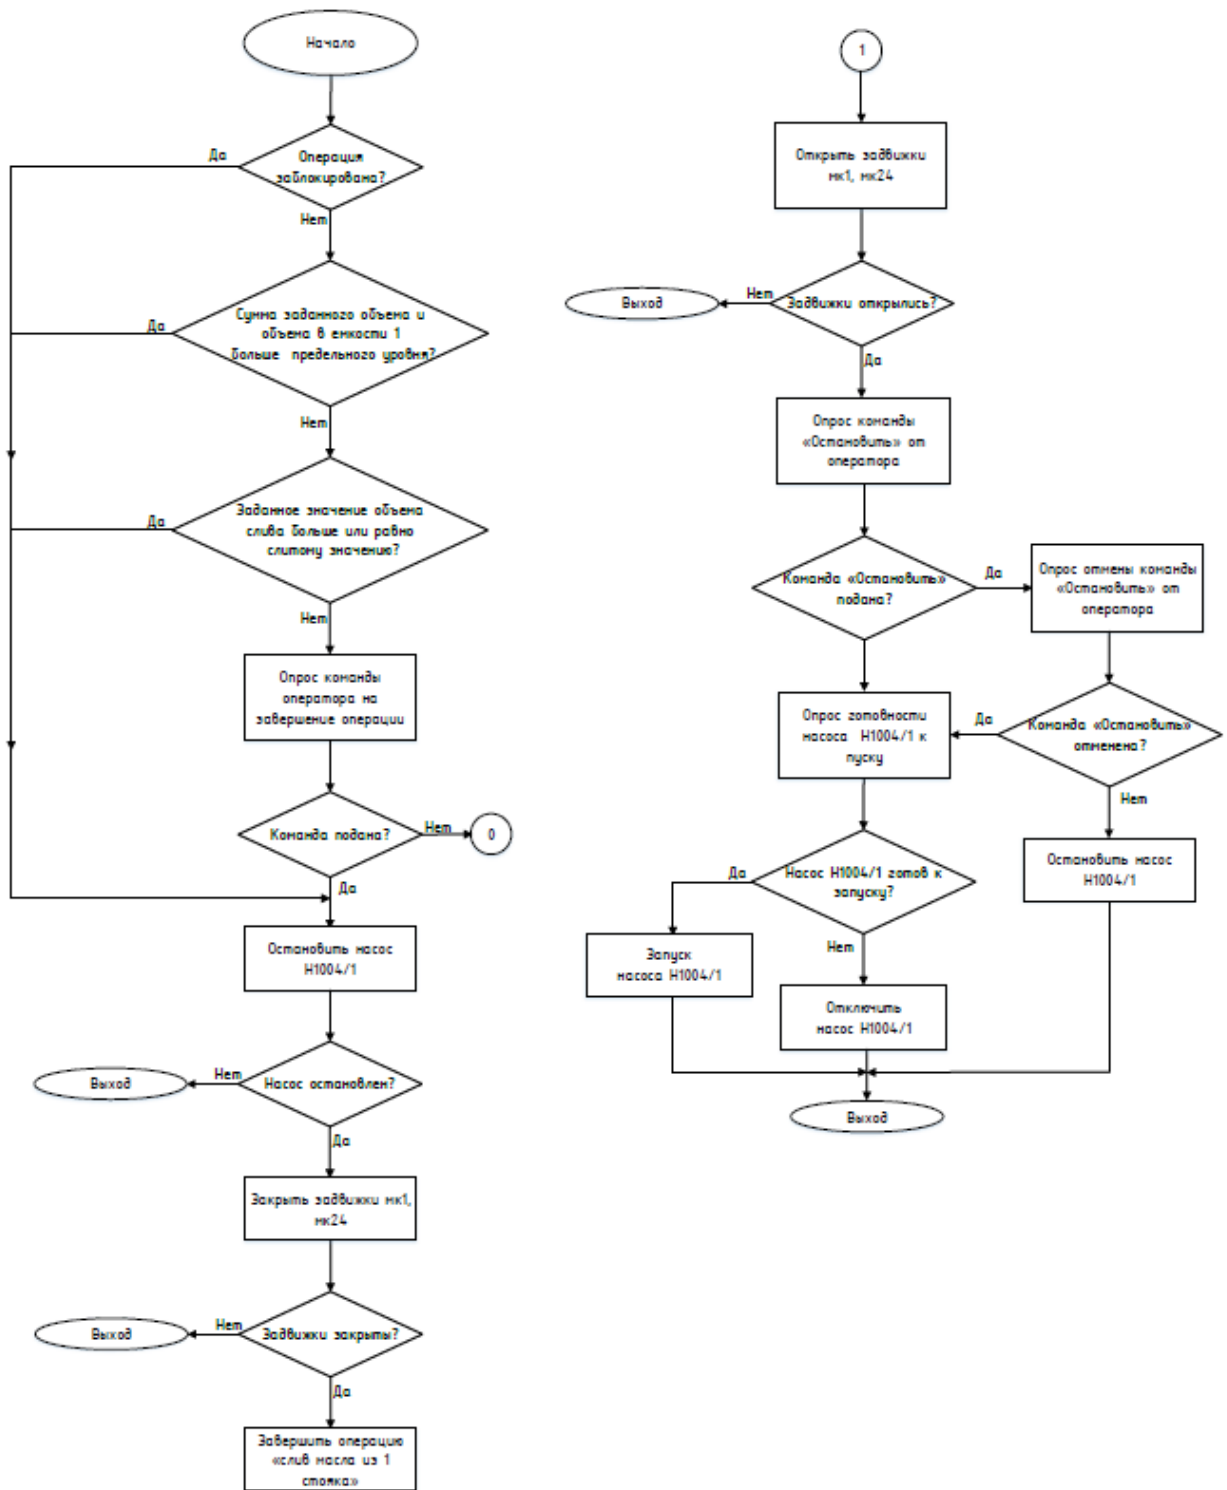 Начало
Да
Операция
заблокирована?
Нет
Да
Сумма заданного объема и
объема в емкости 1
больше предельного уровня?
Нет
Да
Заданное значение объема
слива больше или равно
слитому значению?
Нет
Опрос команды
оператора на
завершение операции
Команда подана?
Нет
0
Да
Остановить насос
Н1004/1
Насос остановлен?
Нет
Выход
Да
Закрыть задвижки мк1,
мк24
Задвижки закрыты?
Нет
Выход
Да
Завершить операцию
«слив масла из 1
стояка»
1
Открыть задвижки
мк1, мк24
Задвижки открылись?
Нет
Выход
Да
Опрос команды
«Остановить» от
оператора
Команда «Остановить»
подана?
Да
Опрос отмены команды
«Остановить» от
оператора
Команда «Остановить»
отменена?
Да
Опрос готовности
насоса Н1004/1 к
пуску
Нет
Остановить насос
Н1004/1
Насос Н1004/1 готов к
запуску?
Да
Запуск
насоса Н1004/1
Нет
Отключить
насос Н1004/1
Выход